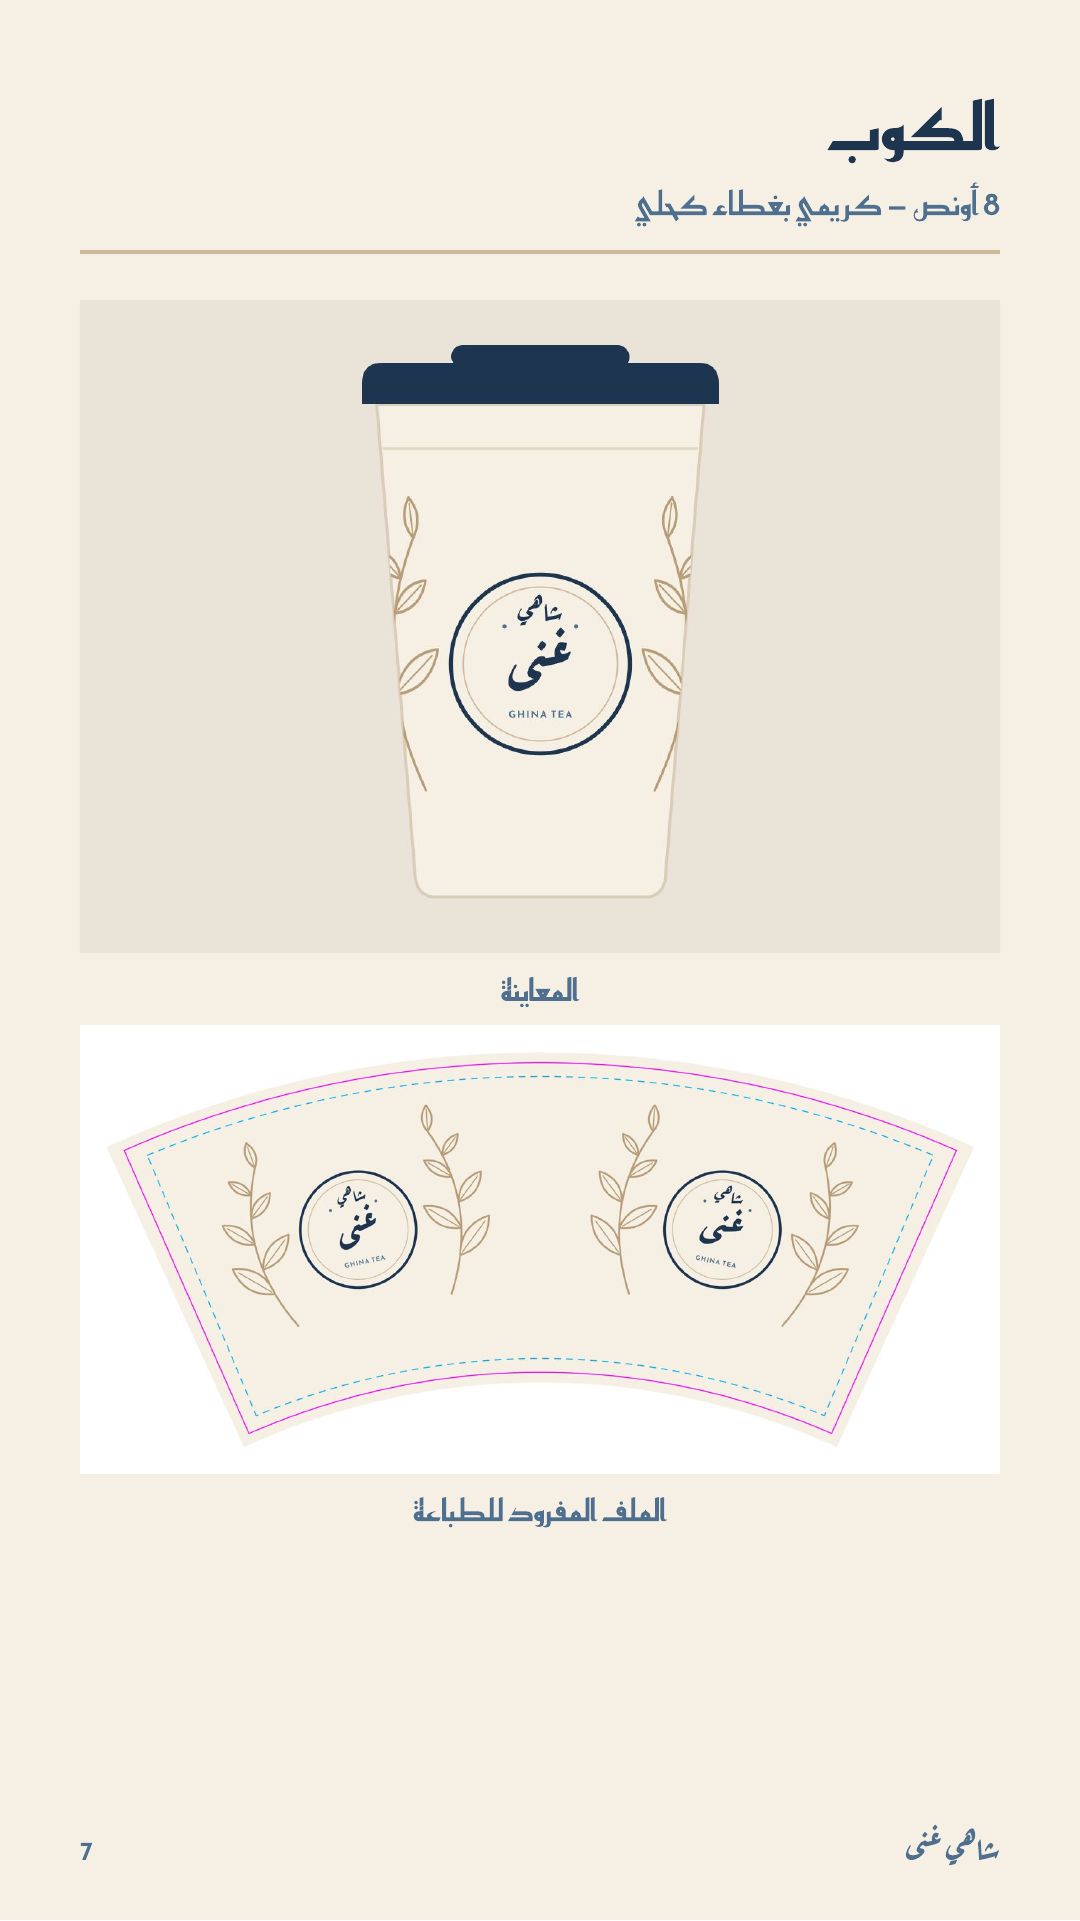 الكوب
8 أونص – كريمي بغطاء كحلي
شاهي
غنى
GHINA TEA
المعاينة
شاهي
غنى
GHINA TEA
شاهي
غنى
GHINA TEA
الملف المفرود للطباعة
شاهي غنى
7